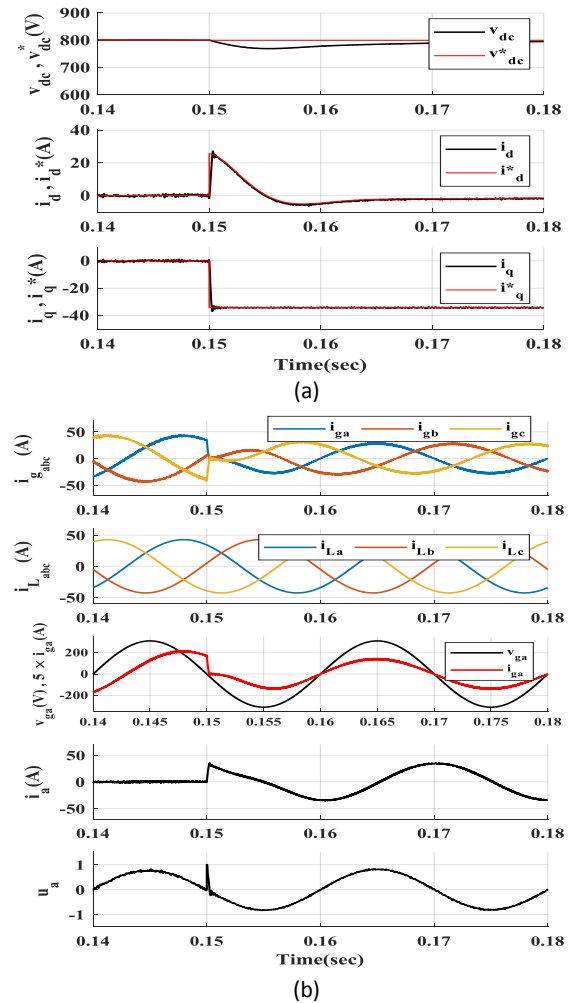 v_dc , v*_dc(V)
900
800
700
600
0.14 0.15 0.16 0.17 0.18
v_dc
v*_dc
i_d , i_d*(A)
40
20
0
0.14 0.15 0.16 0.17 0.18
i_d
i*_d
i_q , i_q*(A)
0
-20
-40
0.14 0.15 0.16 0.17 0.18
i_q
i*_q
Time(sec)
(a)
i_g_abc (A)
50
0
-50
0.14 0.15 0.16 0.17 0.18
i_ga i_gb i_gc
i_L_abc (A)
50
0
-50
0.14 0.15 0.16 0.17 0.18
i_La i_Lb i_Lc
v_ga(V) , 5 × i_ga(A)
200
0
-200
0.14 0.145 0.15 0.155 0.16 0.165 0.17 0.175 0.18
v_ga
i_ga
i_a(A)
50
0
-50
0.14 0.15 0.16 0.17 0.18
u_a
1
0
-1
0.14 0.15 0.16 0.17 0.18
Time(sec)
(b)